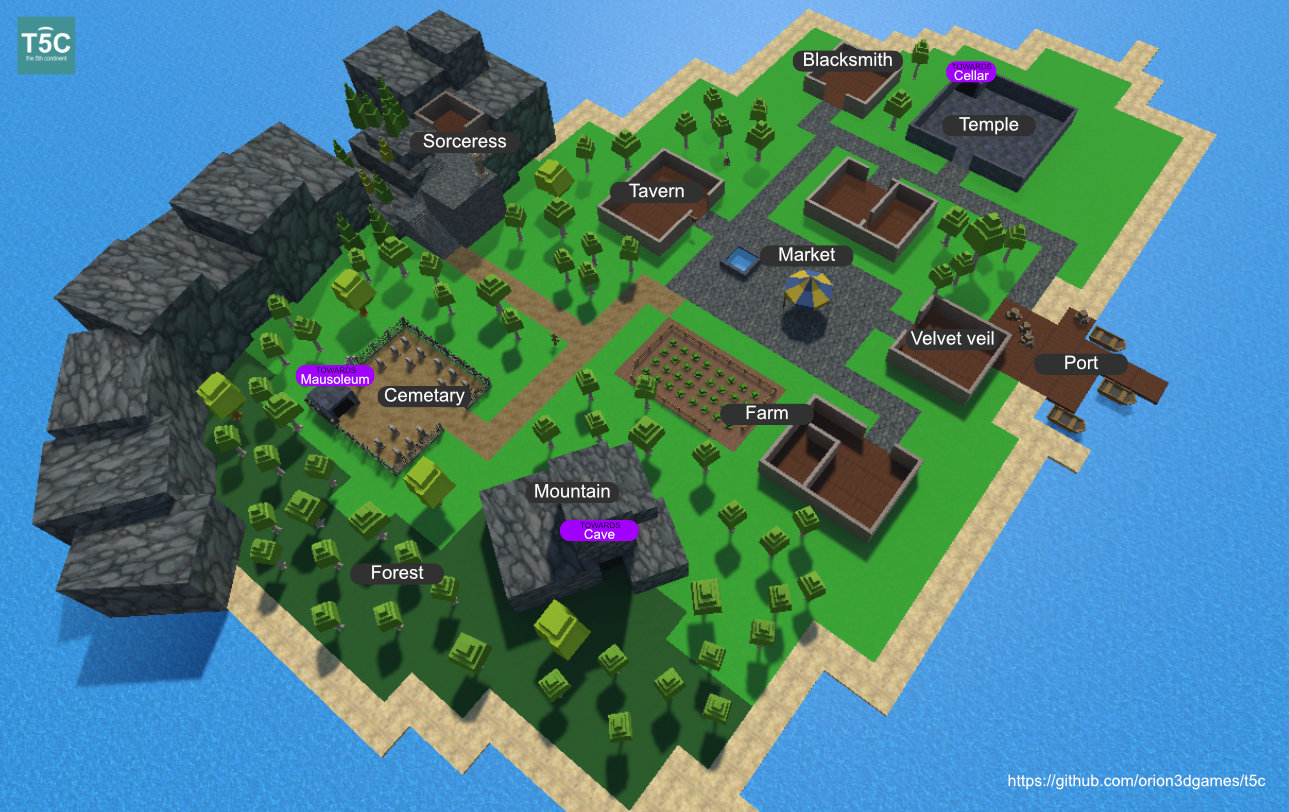 T5C
the 5th continent
Blacksmith
TOWARDS
Cellar
Temple
Sorceress
Tavern
Market
Velvet veil
Port
TOWARDS
Mausoleum
Cemetary
Farm
Mountain
TOWARDS
Cave
Forest
https://github.com/orion3dgames/t5c